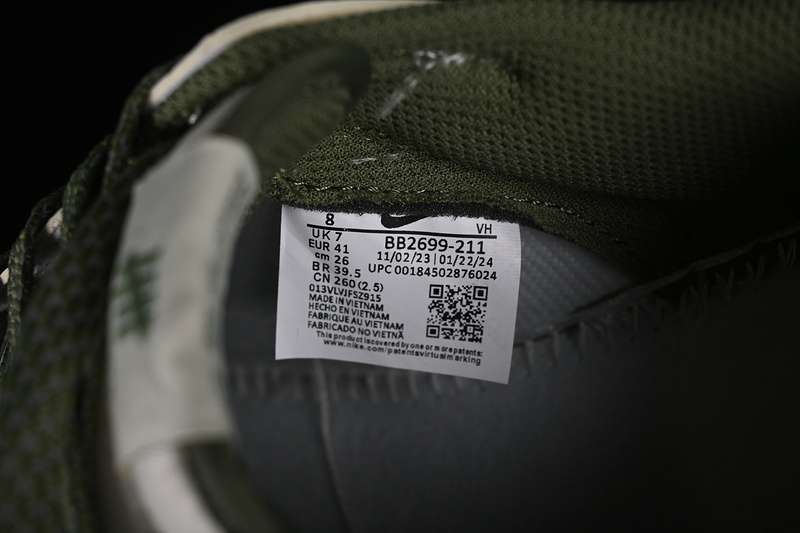 8
VH
UK 7
EUR 41
cm 26
BR 39.5
CN 260 (2.5)
BB2699-211
11/02/23 | 01/22/24
UPC 00184502876024
013VLVJFSZ915
MADE IN VIETNAM
HECHO EN VIETNAM
FABRIQUE AU VIETNAM
FABRICADO NO VIETNÃ
This product is covered by one or more patents:
www.nike.com/patentsvirtualmarking